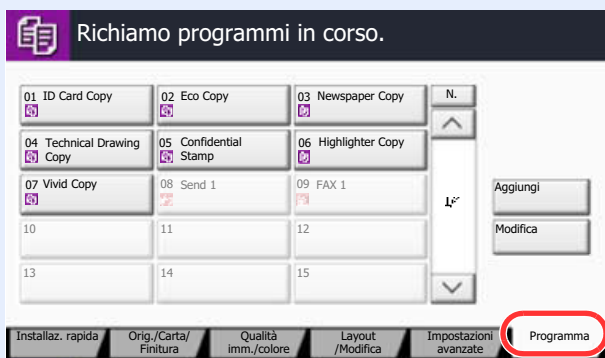 Richiamo programmi in corso.
01 ID Card Copy
02 Eco Copy
03 Newspaper Copy
N.
04 Technical Drawing
Copy
05 Confidential
Stamp
06 Highlighter Copy
07 Vivid Copy
08 Send 1
09 FAX 1
Aggiungi
10
11
12
Modifica
13
14
15
Installaz. rapida
Orig./Carta/
Finitura
Qualità
imm./colore
Layout
/Modifica
Impostazioni
avanzate
Programma